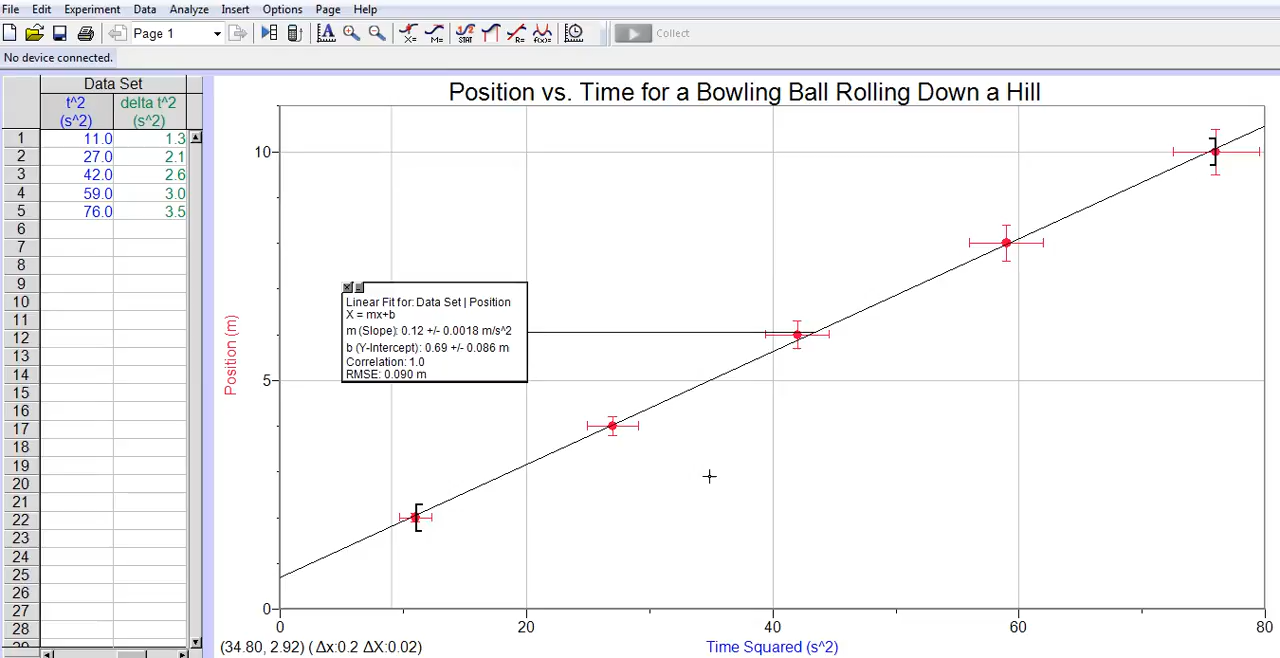 File Edit Experiment Data Analyze Insert Options Page Help
Page 1 X= M= STAT R= f(x)= Collect
No device connected.
Data Set
t^2 delta t^2
(s^2) (s^2)
1 11.0 1.3
2 27.0 2.1
3 42.0 2.6
4 59.0 3.0
5 76.0 3.5
6
7
8
9
10
11
12
13
14
15
16
17
18
19
20
21
22
23
24
25
26
27
28
29
Position vs. Time for a Bowling Ball Rolling Down a Hill
10
5
0
Position (m)
Linear Fit for: Data Set | Position
X = mx+b
m (Slope): 0.12 +/- 0.0018 m/s^2
b (Y-Intercept): 0.69 +/- 0.086 m
Correlation: 1.0
RMSE: 0.090 m
0 20 40 60 80
Time Squared (s^2)
(34.80, 2.92) (Δx:0.2 ΔX:0.02)